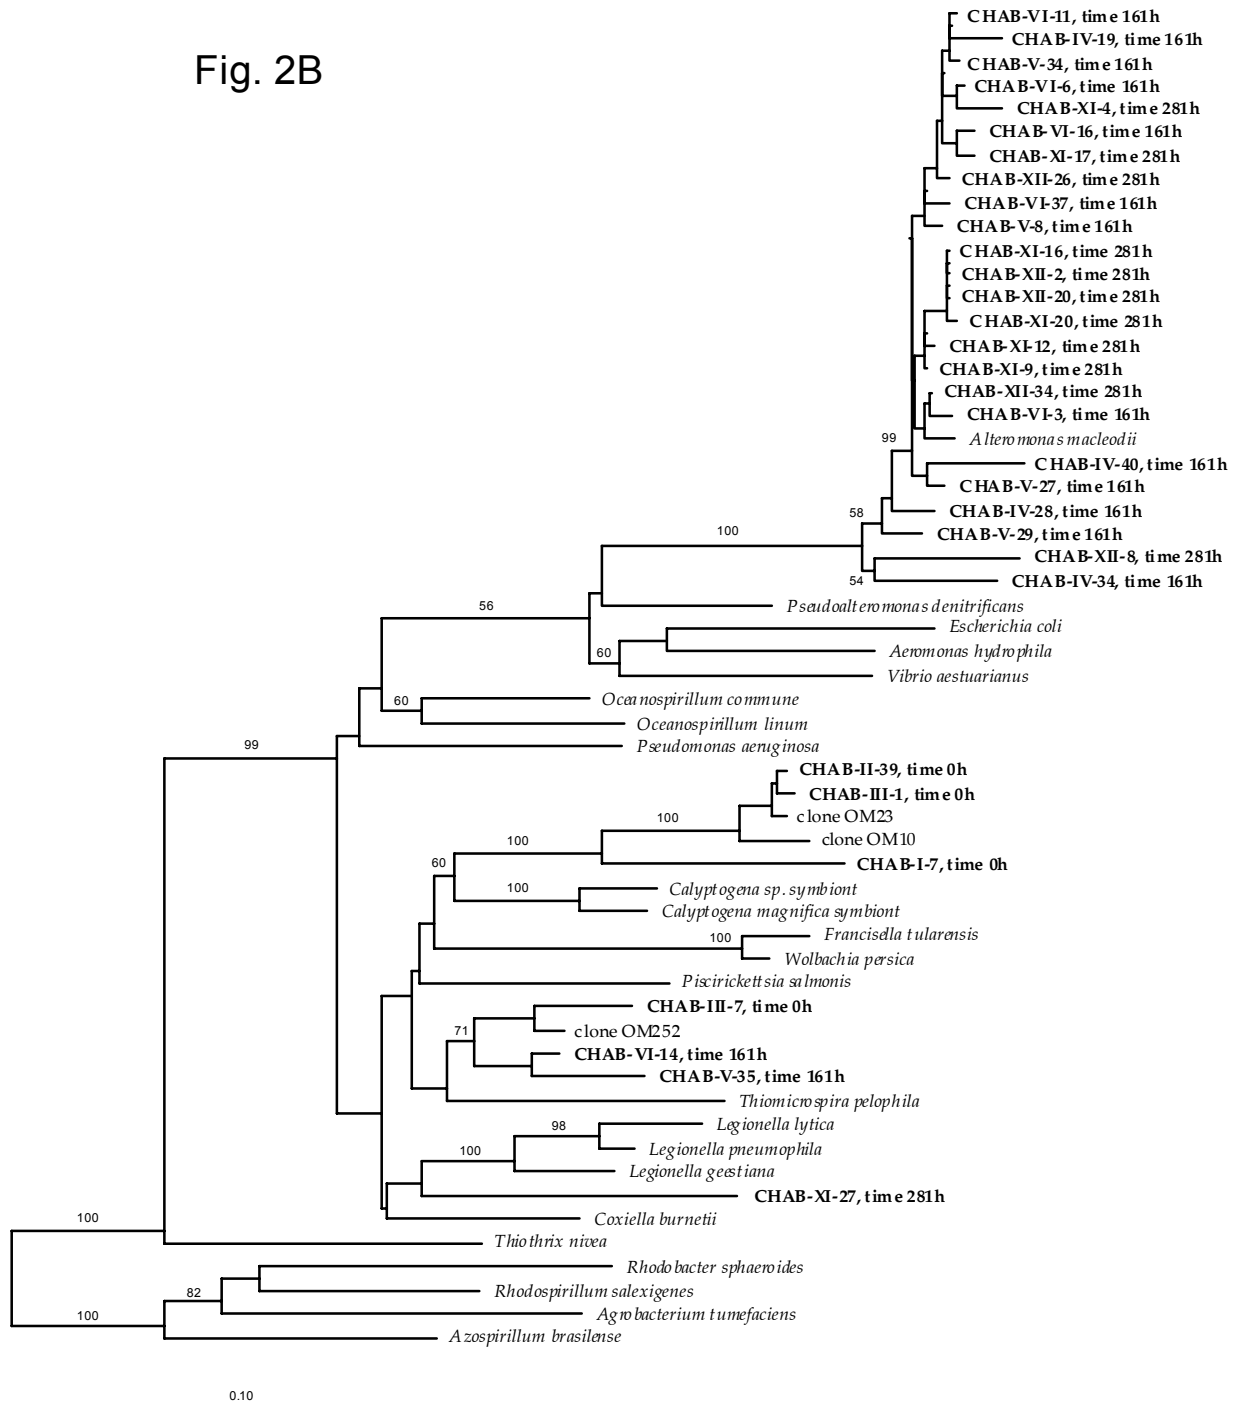 Fig. 2B
CHAB-VI-11, time 161h
CHAB-IV-19, time 161h
CHAB-V-34, time 161h
CHAB-VI-6, time 161h
CHAB-XI-4, time 281h
CHAB-VI-16, time 161h
CHAB-XI-17, time 281h
CHAB-XII-26, time 281h
CHAB-VI-37, time 161h
CHAB-V-8, time 161h
CHAB-XI-16, time 281h
CHAB-XII-2, time 281h
CHAB-XII-20, time 281h
CHAB-XI-20, time 281h
CHAB-XI-12, time 281h
CHAB-XI-9, time 281h
CHAB-XII-34, time 281h
CHAB-VI-3, time 161h
Alteromonas macleodii
99
CHAB-IV-40, time 161h
CHAB-V-27, time 161h
CHAB-IV-28, time 161h
58
CHAB-V-29, time 161h
100
CHAB-XII-8, time 281h
54
CHAB-IV-34, time 161h
56
Pseudoalteromonas denitrificans
Escherichia coli
60
Aeromonas hydrophila
Vibrio aestuarianus
60
Oceanospirillum commune
Oceanospirillum linum
99
Pseudomonas aeruginosa
CHAB-II-39, time 0h
CHAB-III-1, time 0h
100
clone OM23
100
clone OM10
60
CHAB-I-7, time 0h
100
Calyptogena sp. symbiont
Calyptogena magnifica symbiont
100
Francisella tularensis
Wolbachia persica
Piscirickettsia salmonis
CHAB-III-7, time 0h
71
clone OM252
CHAB-VI-14, time 161h
CHAB-V-35, time 161h
Thiomicrospira pelophila
98
Legionella lytica
100
Legionella pneumophila
Legionella geestiana
CHAB-XI-27, time 281h
100
Coxiella burnetii
Thiothrix nivea
Rhodobacter sphaeroides
82
Rhodospirillum salexigenes
100
Agrobacterium tumefaciens
Azospirillum brasilense
0.10